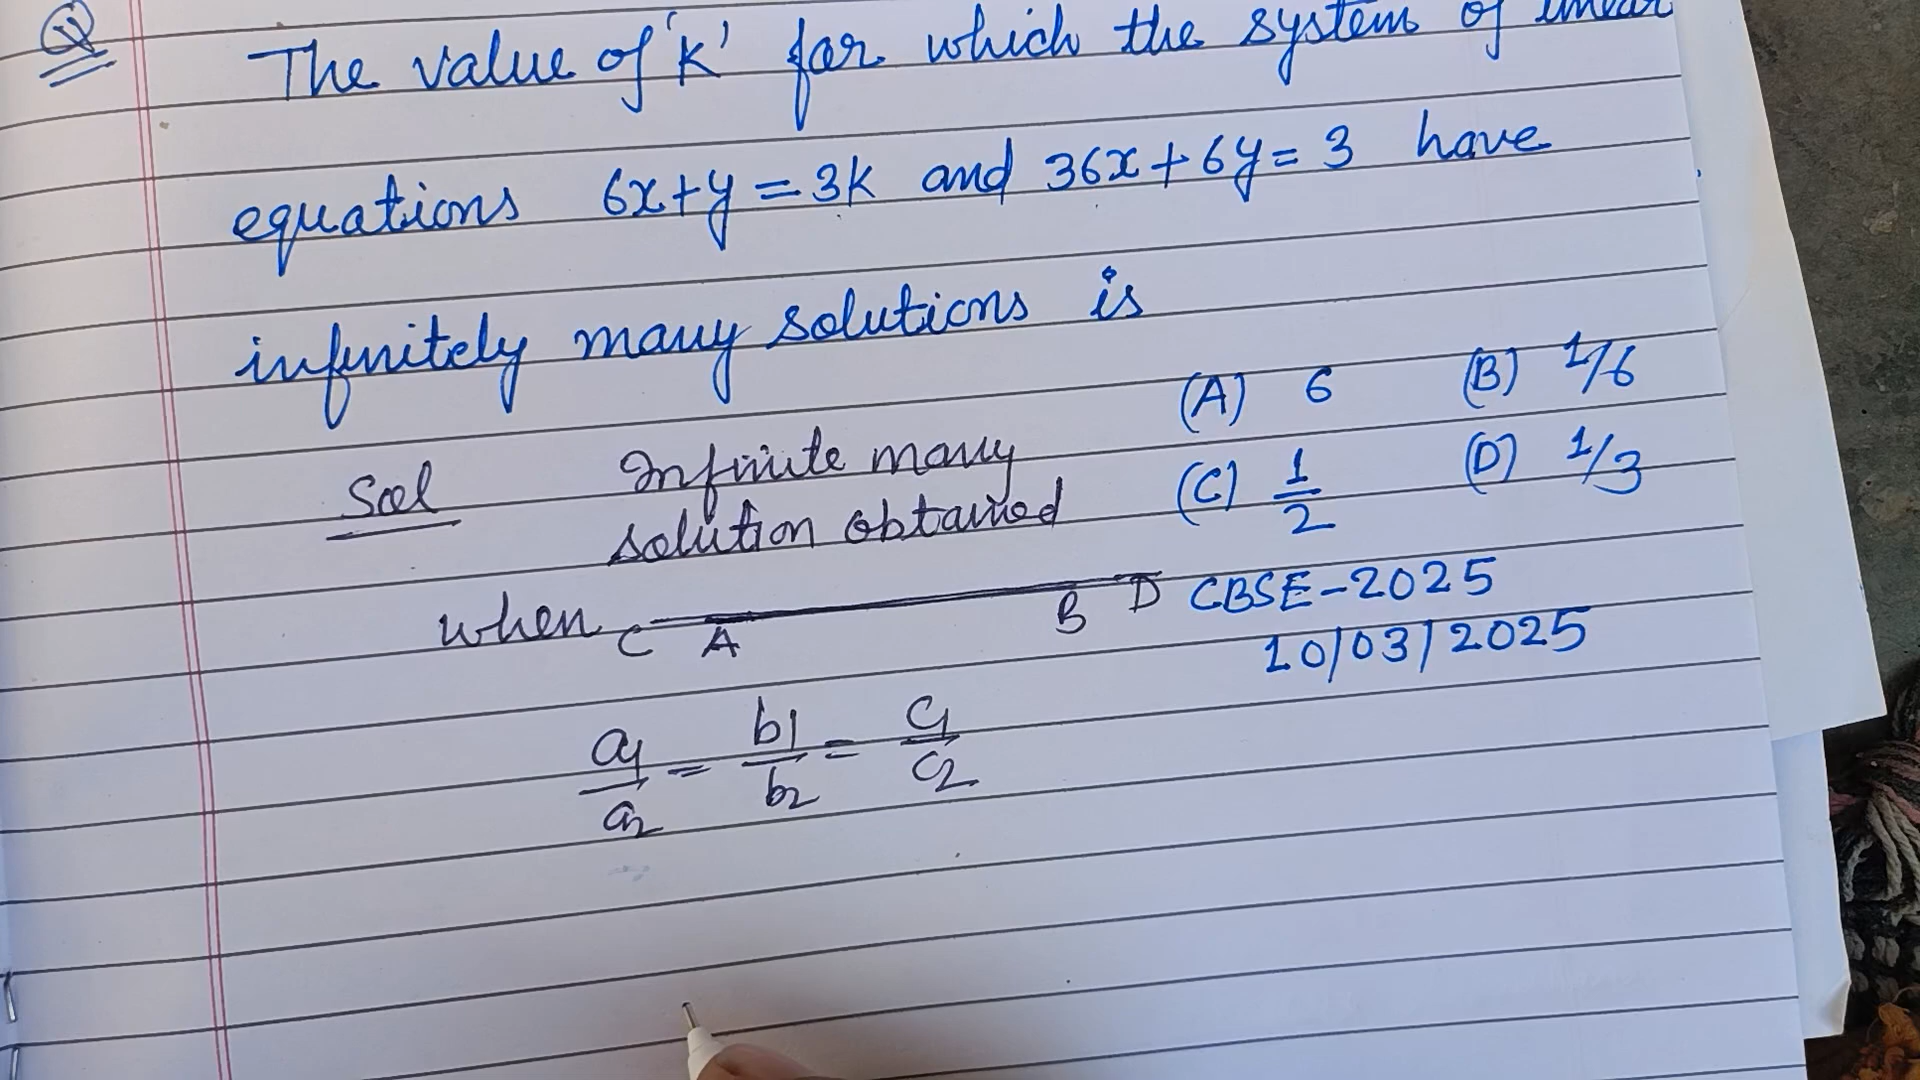 Q
The value of 'K' for which the system of linear
equations 6x+y = 3K and 36x + 6y = 3 have
infinitely many solutions is
(A) 6 (B) 1/6
(C) 1/2 (D) 1/3
Sol Infinite many
solution obtained
when C A B D
CBSE-2025
10/03/2025
a1/a2 = b1/b2 = c1/c2